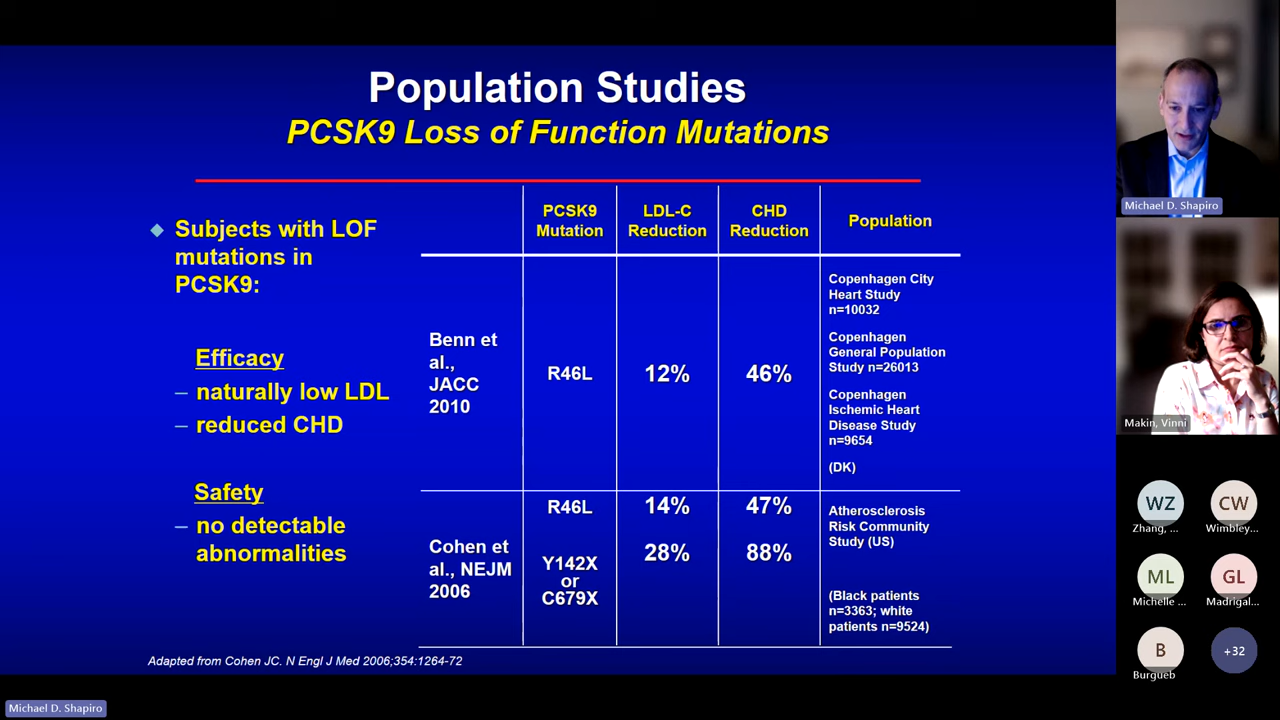 Population Studies
PCSK9 Loss of Function Mutations
Subjects with LOF
mutations in
PCSK9:
Efficacy
– naturally low LDL
– reduced CHD
Safety
– no detectable
abnormalities
PCSK9
Mutation
LDL-C
Reduction
CHD
Reduction
Population
Benn et
al.,
JACC
2010
R46L
12%
46%
Copenhagen City
Heart Study
n=10032
Copenhagen
General Population
Study n=26013
Copenhagen
Ischemic Heart
Disease Study
n=9654
(DK)
Cohen et
al., NEJM
2006
R46L
14%
47%
Y142X
or
C679X
28%
88%
Atherosclerosis
Risk Community
Study (US)
(Black patients
n=3363; white
patients n=9524)
Adapted from Cohen JC. N Engl J Med 2006;354:1264-72
Michael D. Shapiro
Michael D. Shapiro
Makin, Vinni
WZ
Zhang, ...
CW
Wimbley...
ML
Michelle ...
GL
Madrigal...
B
Burgueb
+32